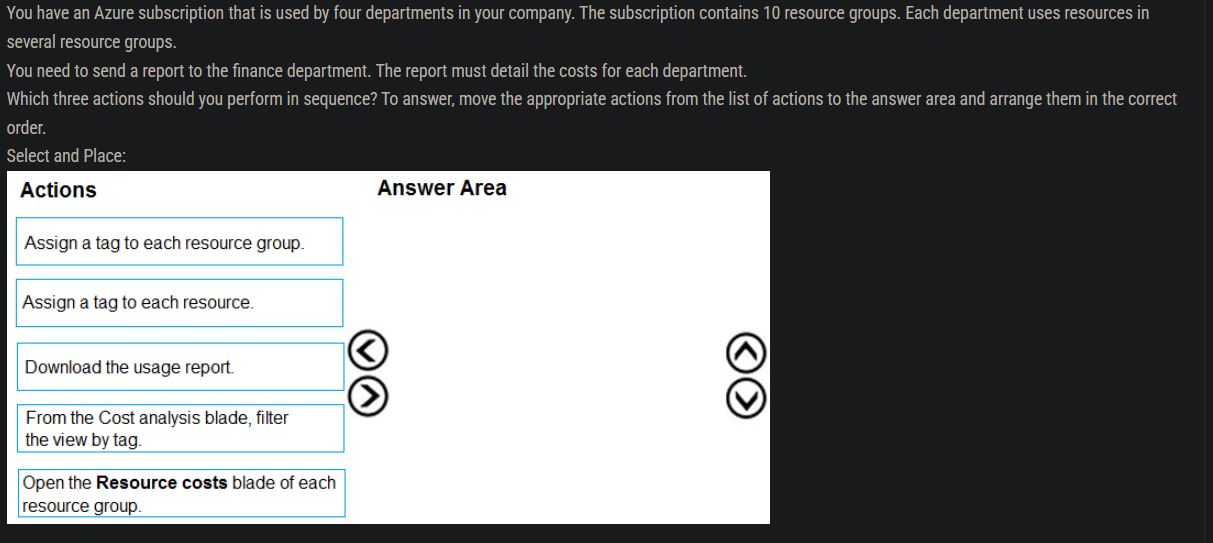 You have an Azure subscription that is used by four departments in your company. The subscription contains 10 resource groups. Each department uses resources in
several resource groups.
You need to send a report to the finance department. The report must detail the costs for each department.
Which three actions should you perform in sequence? To answer, move the appropriate actions from the list of actions to the answer area and arrange them in the correct
order.
Select and Place:
Actions
Answer Area
Assign a tag to each resource group.
Assign a tag to each resource.
Download the usage report.
From the Cost analysis blade, filter
the view by tag.
Open the Resource costs blade of each
resource group.